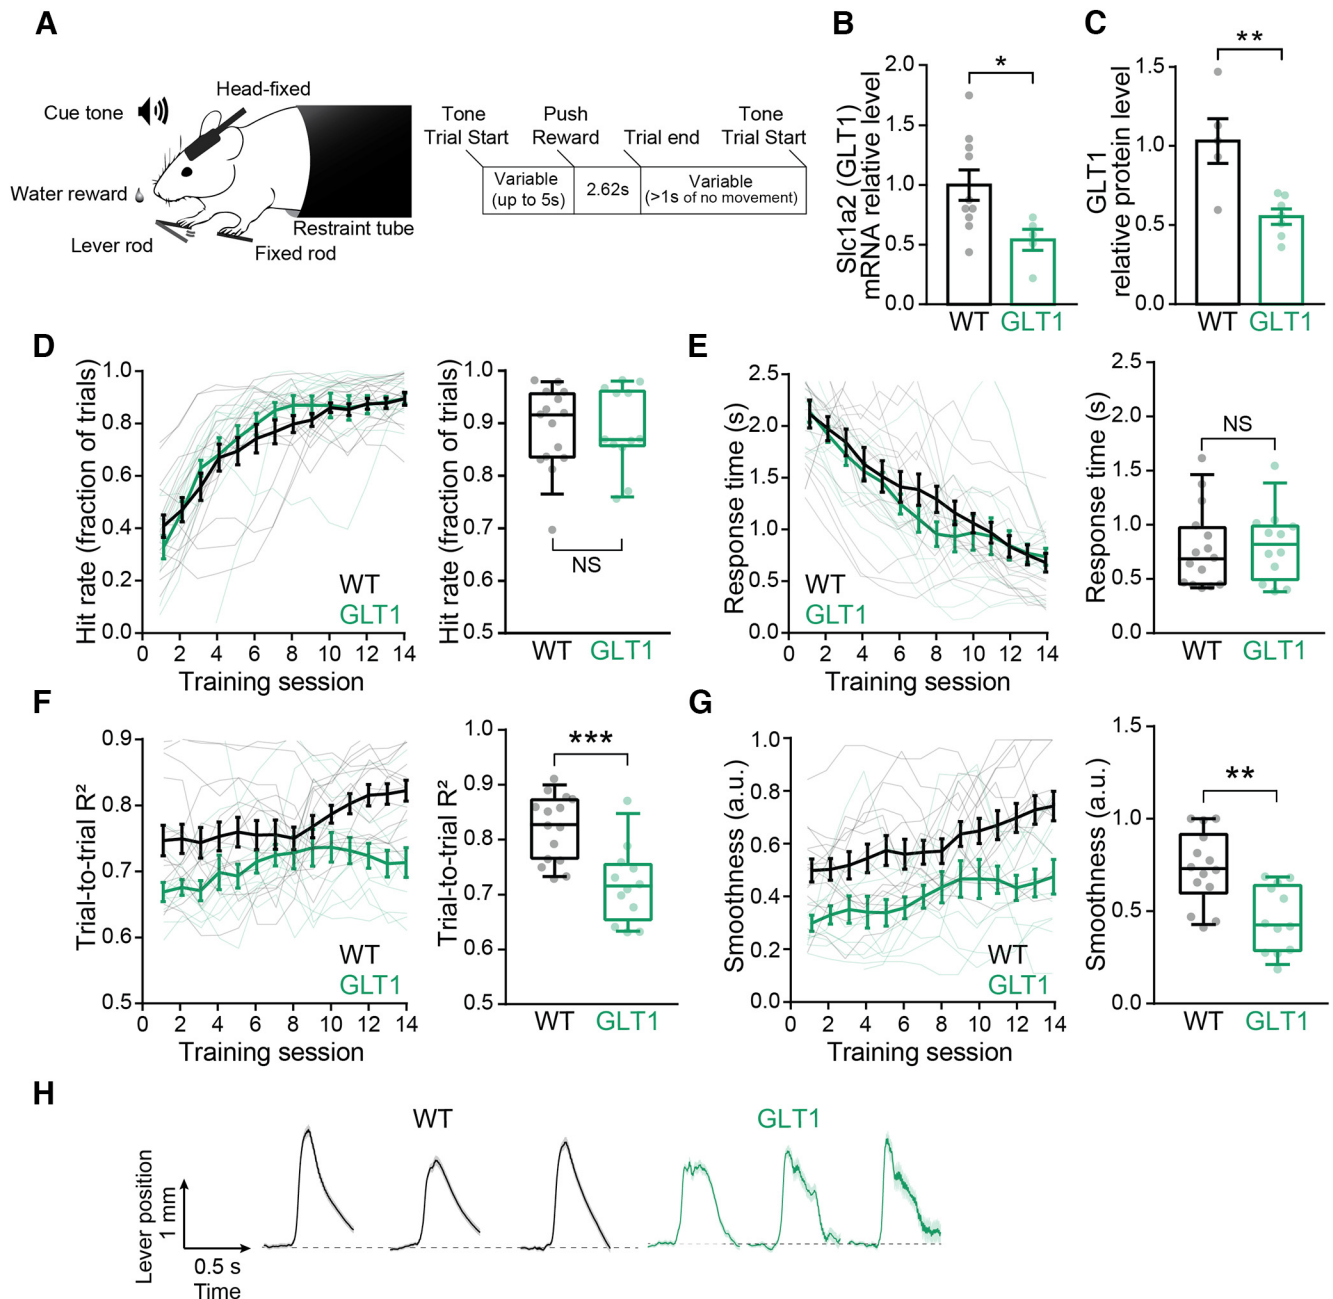 A
Head-fixed
Cue tone
Water reward
Lever rod
Fixed rod
Restraint tube
Tone
Trial Start
Push
Reward
Trial end
Tone
Trial Start
Variable
(up to 5s)
2.62s
Variable
(>1s of no movement)
B
Slc1a2 (GLT1)
mRNA relative level
2.0
1.5
1.0
0.5
0.0
*
WT
GLT1
C
GLT1
relative protein level
1.5
1.0
0.5
0.0
**
WT
GLT1
D
Hit rate (fraction of trials)
1.0
0.8
0.6
0.4
0.2
0.0
WT
GLT1
0 2 4 6 8 10 12 14
Training session
Hit rate (fraction of trials)
1.0
0.9
0.8
0.7
0.6
0.5
NS
WT
GLT1
E
Response time (s)
2.5
2.0
1.5
1.0
0.5
0.0
WT
GLT1
0 2 4 6 8 10 12 14
Training session
Response time (s)
2.5
2.0
1.5
1.0
0.5
0.0
NS
WT
GLT1
F
Trial-to-trial R²
0.9
0.8
0.7
0.6
0.5
WT
GLT1
0 2 4 6 8 10 12 14
Training session
Trial-to-trial R²
1.0
0.9
0.8
0.7
0.6
0.5
***
WT
GLT1
G
Smoothness (a.u.)
1.0
0.8
0.6
0.4
0.2
0.0
WT
GLT1
0 2 4 6 8 10 12 14
Training session
Smoothness (a.u.)
1.5
1.0
0.5
0.0
**
WT
GLT1
H
WT
GLT1
Lever position
1 mm
0.5 s
Time